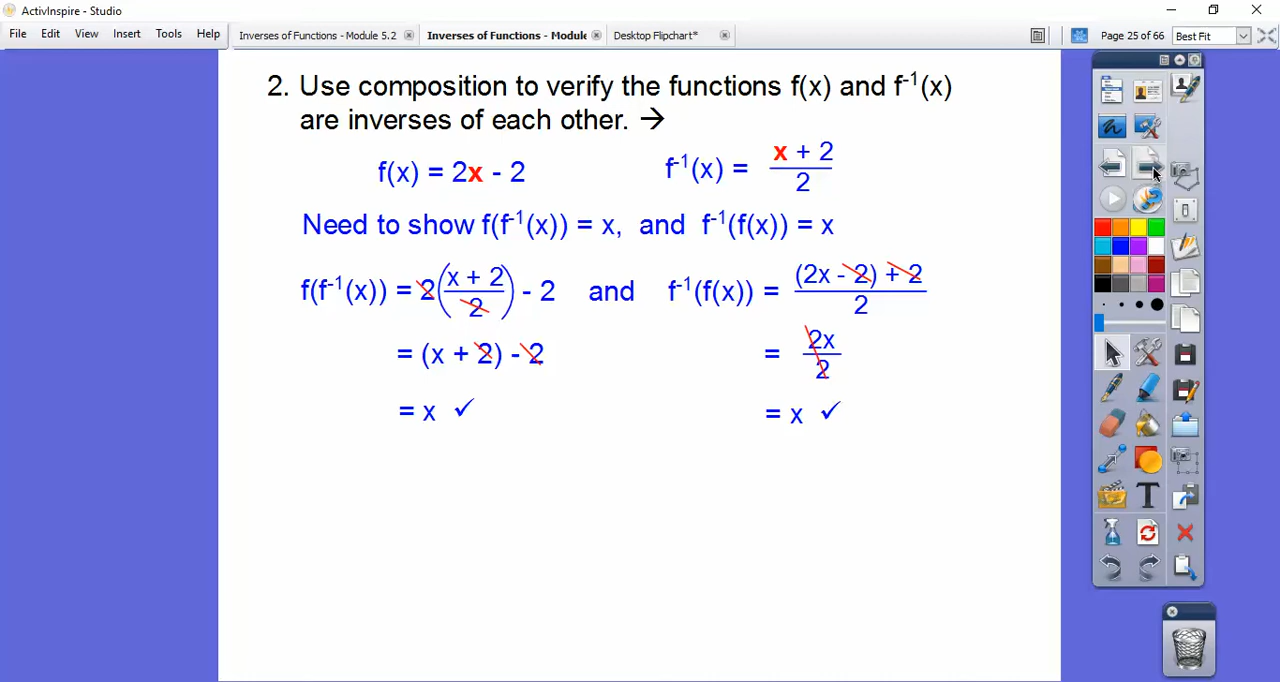 ActivInspire - Studio
File Edit View Insert Tools Help
Inverses of Functions - Module 5.2 Inverses of Functions - Module Desktop Flipchart* Page 25 of 66 Best Fit
2. Use composition to verify the functions f(x) and f⁻¹(x)
are inverses of each other. →
f(x) = 2x - 2 f⁻¹(x) = (x + 2)/2
Need to show f(f⁻¹(x)) = x, and f⁻¹(f(x)) = x
f(f⁻¹(x)) = 2((x + 2)/2) - 2 and f⁻¹(f(x)) = ((2x - 2) + 2)/2
= (x + 2) - 2 = 2x/2
= x ✓ = x ✓